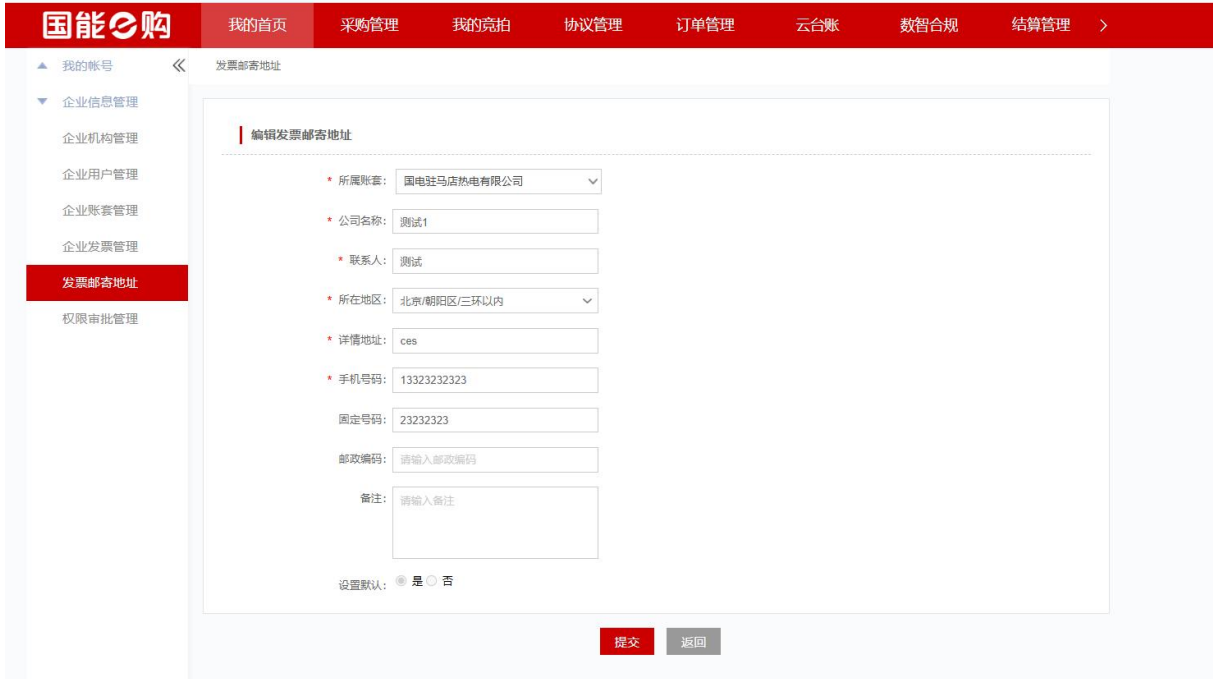 国能e购 我的首页 采购管理 我的竞拍 协议管理 订单管理 云台账 数智合规 结算管理
我的帐号 发票邮寄地址
企业信息管理
企业机构管理
企业用户管理
企业账套管理
企业发票管理
发票邮寄地址
权限审批管理
编辑发票邮寄地址
* 所属账套: 国电驻马店热电有限公司
* 公司名称: 测试1
* 联系人: 测试
* 所在地区: 北京/朝阳区/三环以内
* 详情地址: ces
* 手机号码: 13323232323
固定号码: 23232323
邮政编码: 请输入邮政编码
备注: 请输入备注
设置默认: 是 否
提交 返回